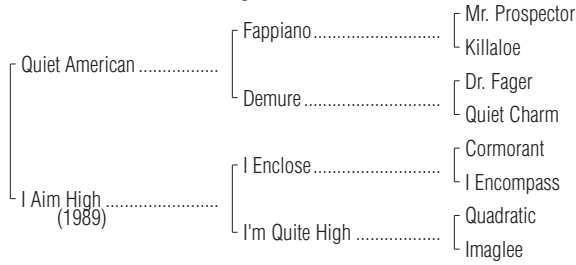 Mr. Prospector
Fappiano
Killaloe
Quiet American
Dr. Fager
Demure
Quiet Charm
Cormorant
I Enclose
I Encompass
I Aim High
(1989)
Quadratic
I'm Quite High
Imaglee